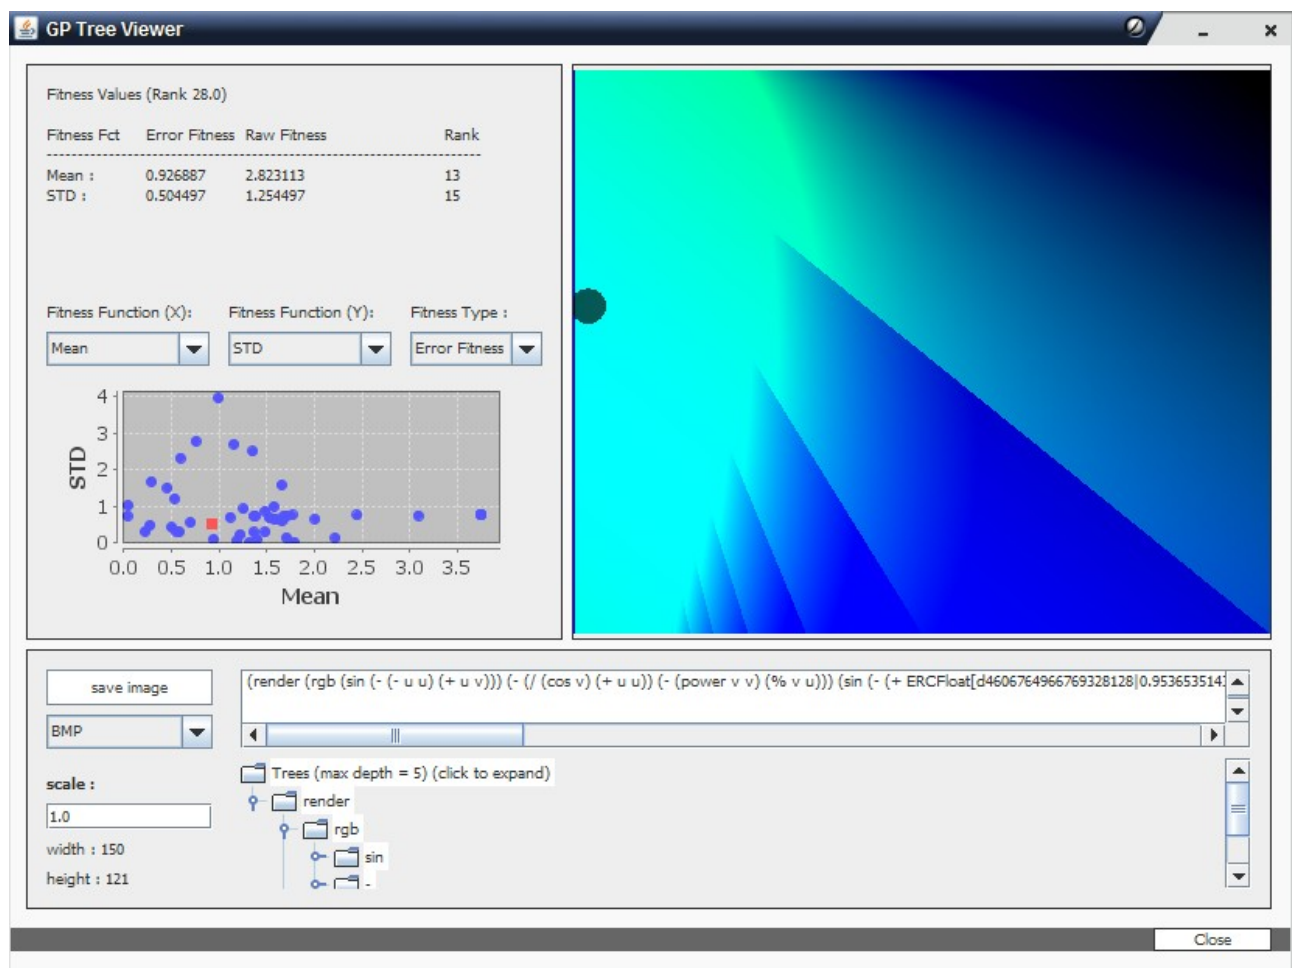 GP Tree Viewer
Fitness Values (Rank 28.0)
Fitness Fct Error Fitness Raw Fitness Rank
--------------------------------------------------------------------------------
Mean : 0.926887 2.823113 13
STD : 0.504497 1.254497 15
Fitness Function (X): Fitness Function (Y): Fitness Type :
Mean STD Error Fitness
4
3
2
1
0
STD
0.0 0.5 1.0 1.5 2.0 2.5 3.0 3.5
Mean
save image
BMP
scale :
1.0
width : 150
height : 121
(render (rgb (sin (- (- u u) (+ u v))) (- (/ (cos v) (+ u u)) (- (power v v) (% v u))) (sin (- (+ ERCFloat[d4606764966769328128|0.953653514
Trees (max depth = 5) (click to expand)
render
rgb
sin
-
Close